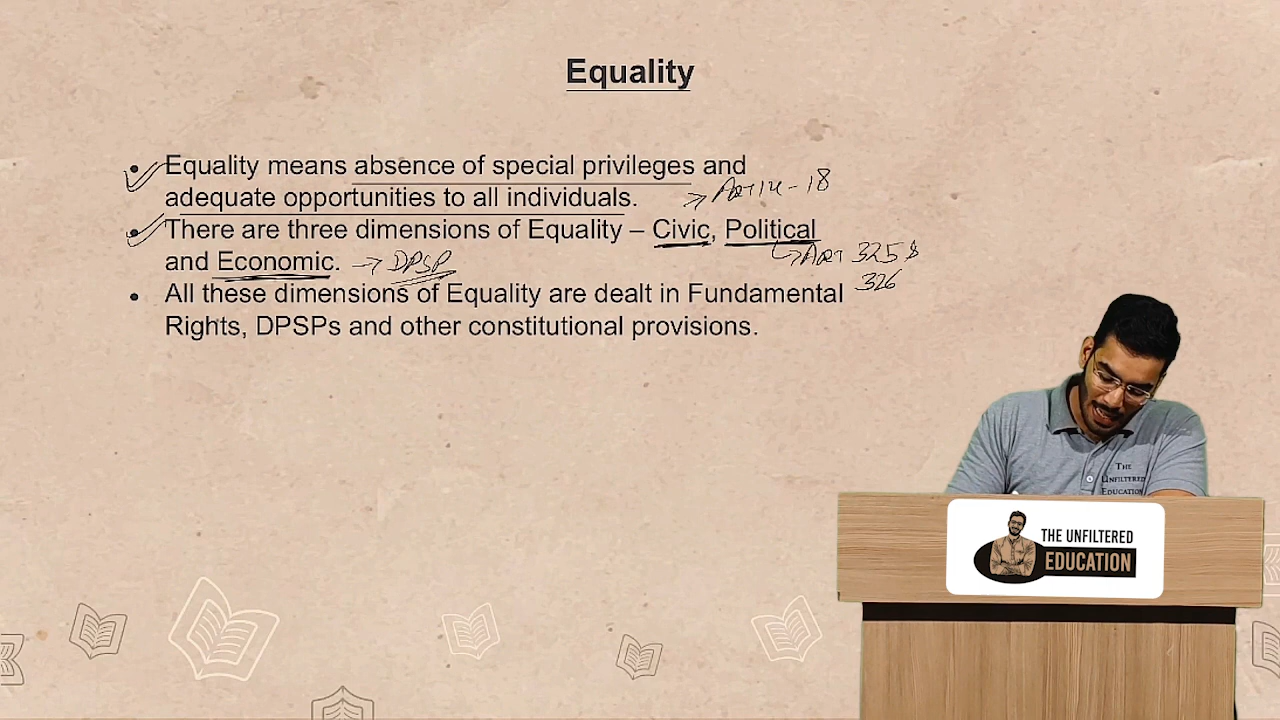 Equality
• Equality means absence of special privileges and
adequate opportunities to all individuals.
→ Art 14-18
• There are three dimensions of Equality – Civic, Political
→ Art 325 &
326
and Economic. → DPSP
• All these dimensions of Equality are dealt in Fundamental
Rights, DPSPs and other constitutional provisions.
THE
UNFILTERED
EDUCATION
THE UNFILTERED
EDUCATION